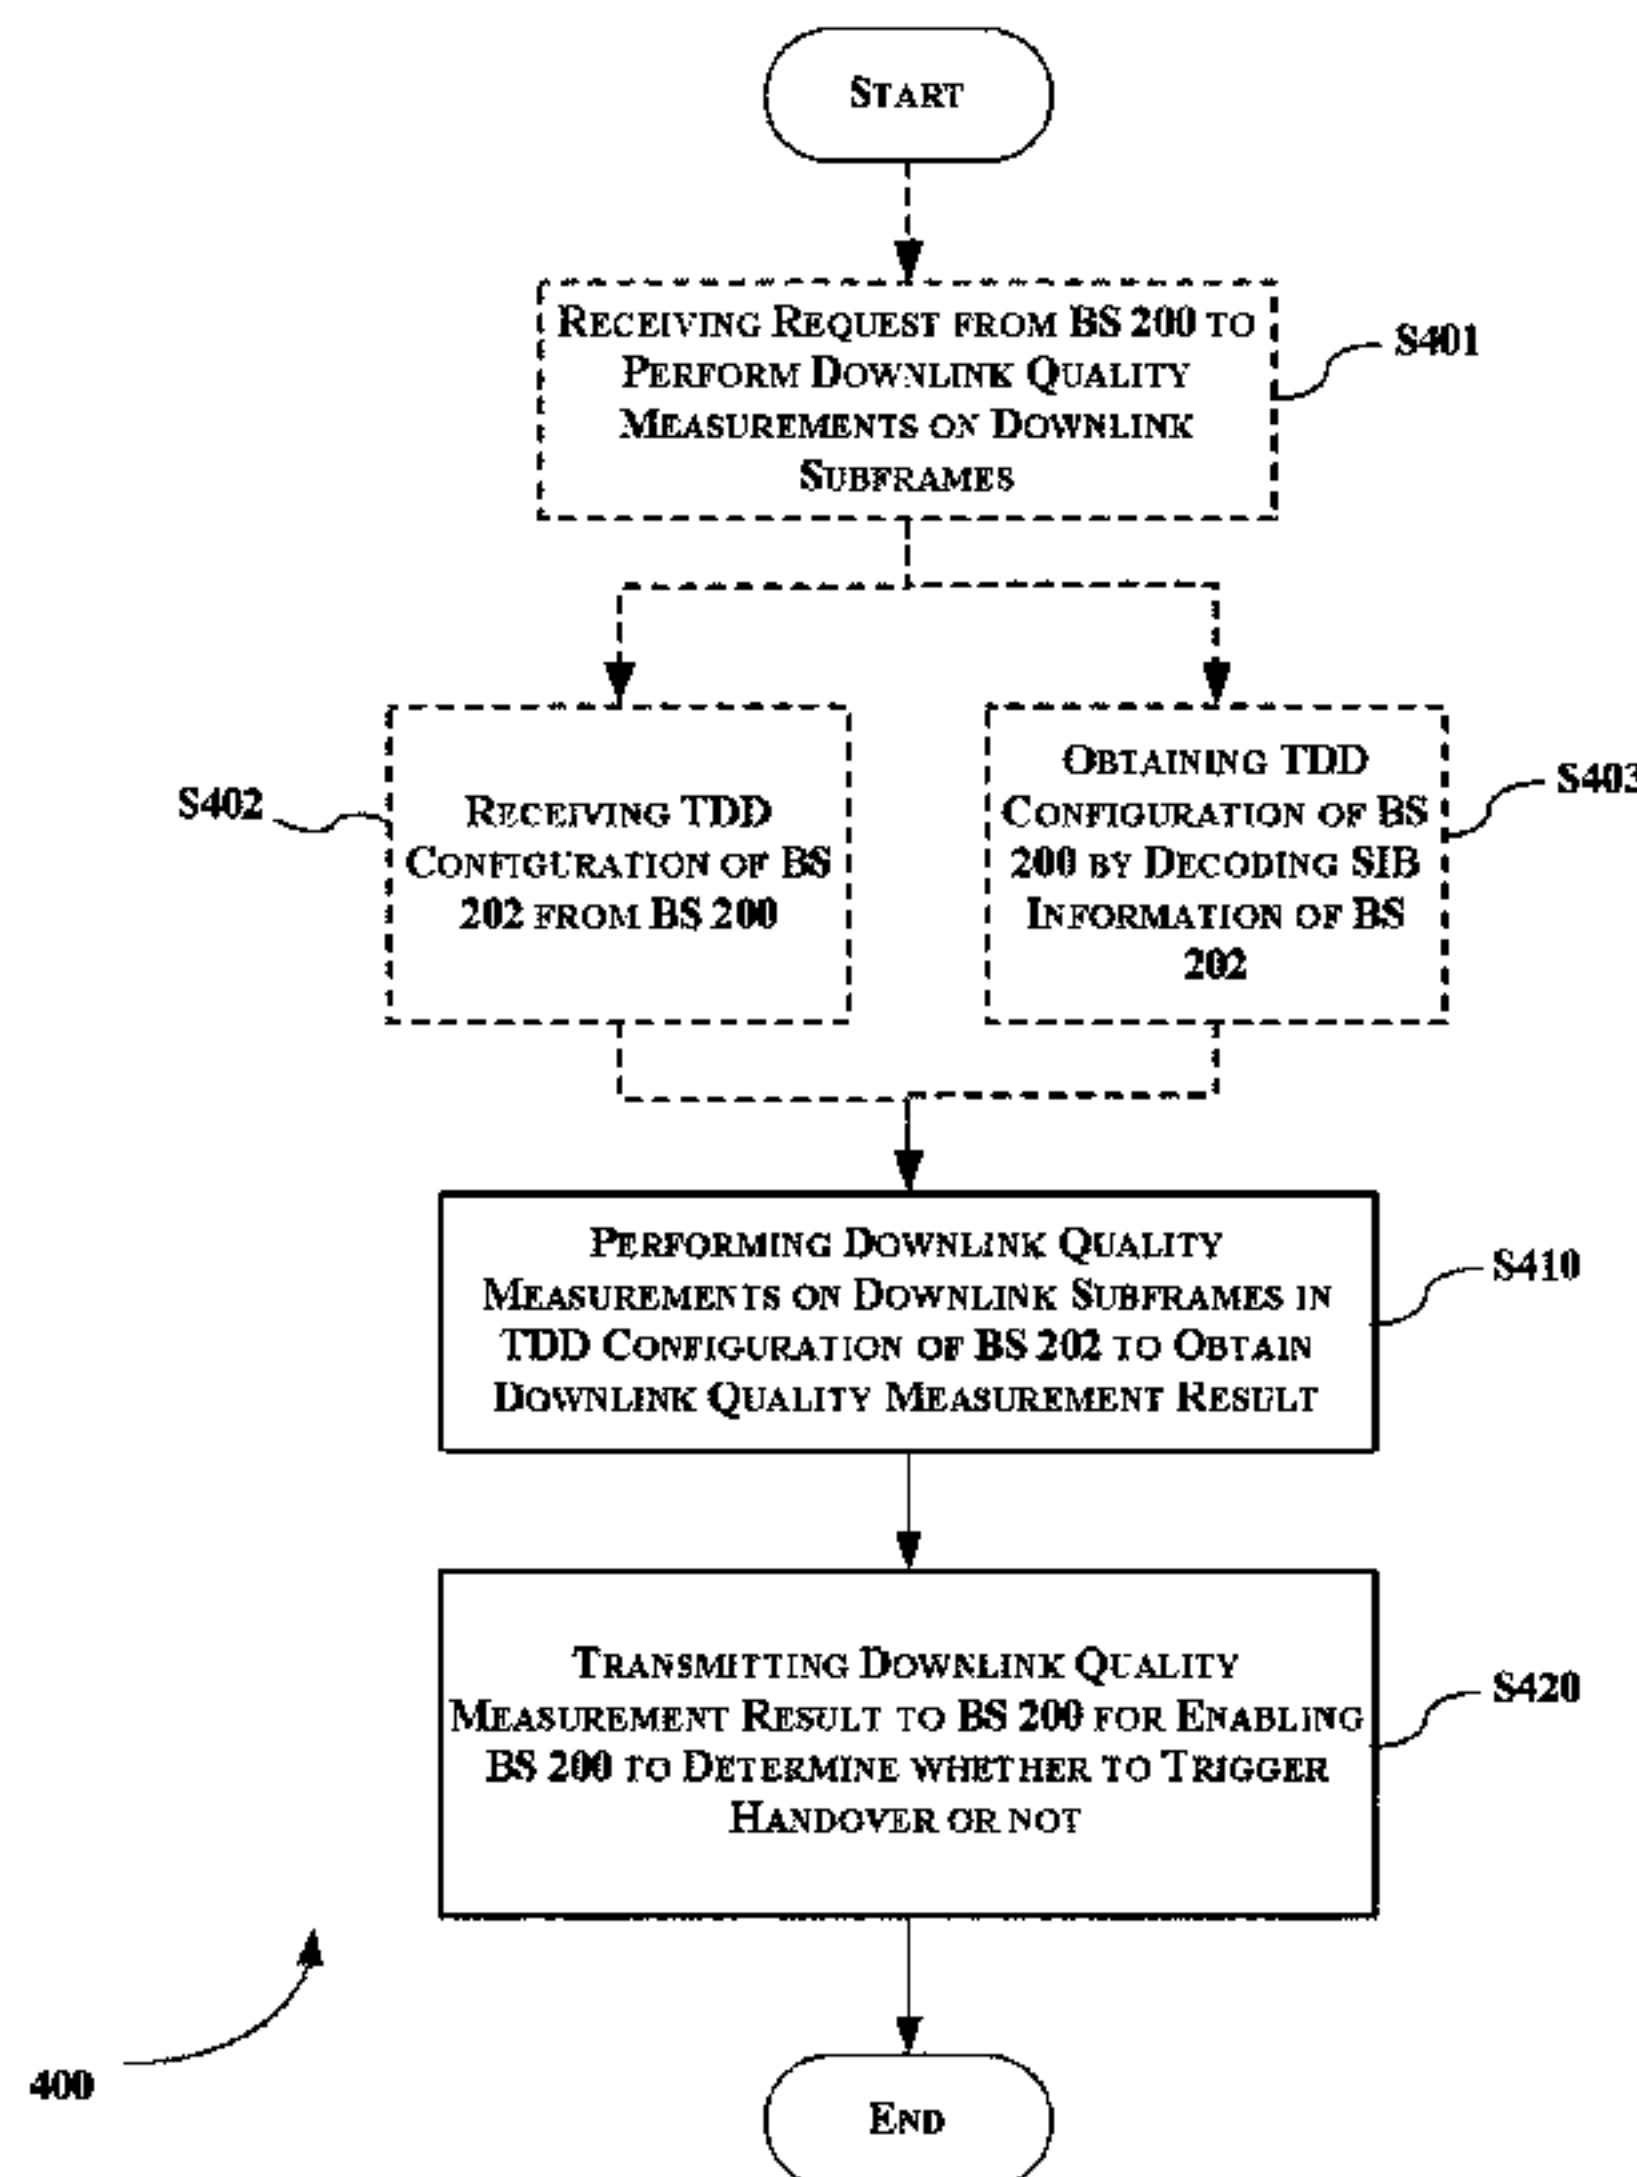 START
RECEIVING REQUEST FROM BS 200 TO
PERFORM DOWNLINK QUALITY
MEASUREMENTS ON DOWNLINK
SUBFRAMES
S401
S402
RECEIVING TDD
CONFIGURATION OF BS
202 FROM BS 200
OBTAINING TDD
CONFIGURATION OF BS
200 BY DECODING SIB
INFORMATION OF BS
202
S403
PERFORMING DOWNLINK QUALITY
MEASUREMENTS ON DOWNLINK SUBFRAMES IN
TDD CONFIGURATION OF BS 202 TO OBTAIN
DOWNLINK QUALITY MEASUREMENT RESULT
S410
TRANSMITTING DOWNLINK QUALITY
MEASUREMENT RESULT TO BS 200 FOR ENABLING
BS 200 TO DETERMINE WHETHER TO TRIGGER
HANDOVER OR NOT
S420
400
END